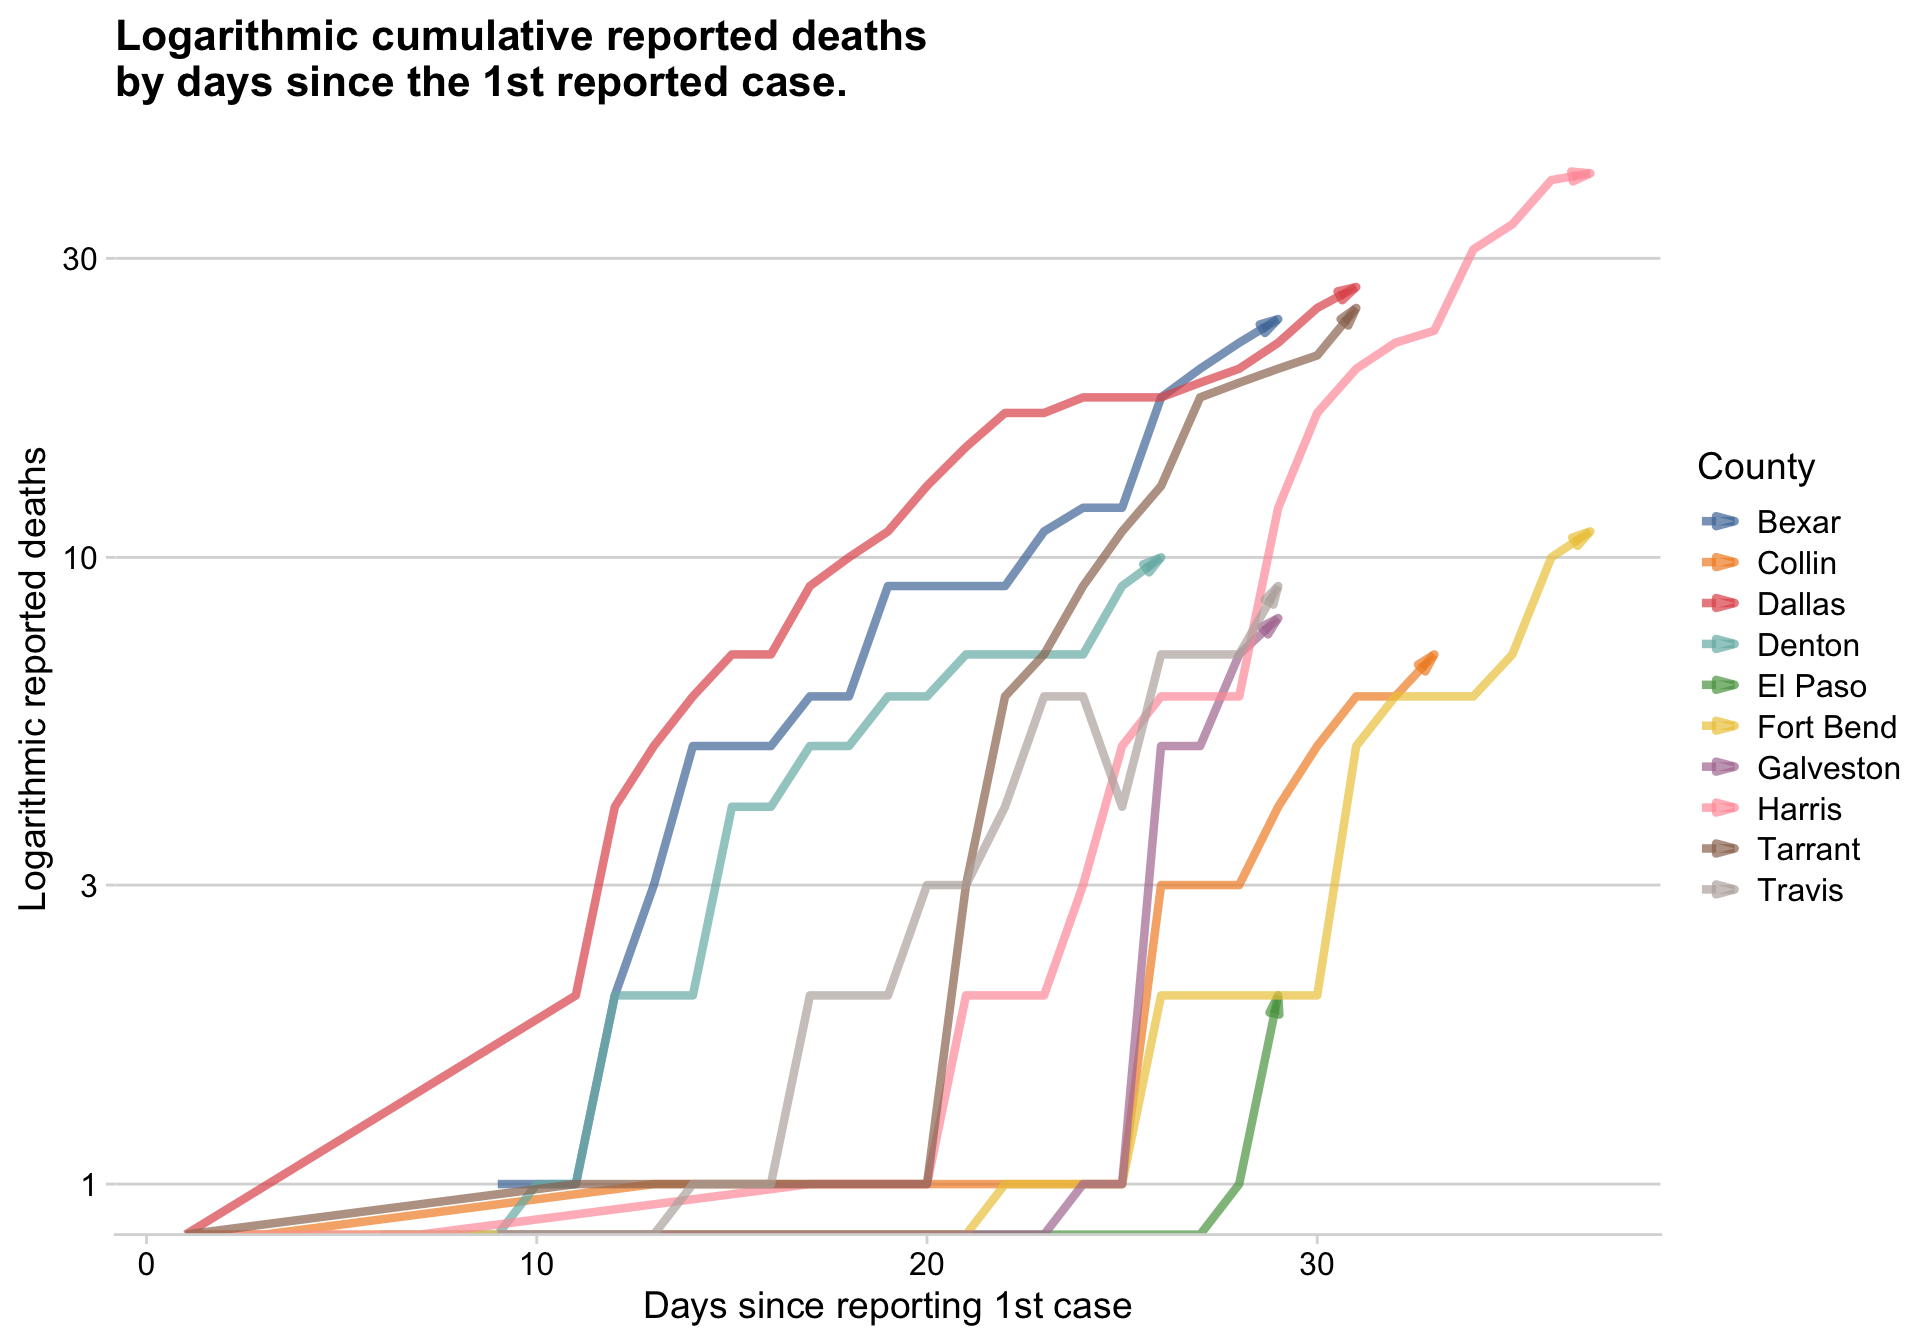 Logarithmic cumulative reported deaths
by days since the 1st reported case.
Logarithmic reported deaths
30
10
3
1
0
10
20
30
Days since reporting 1st case
County
Bexar
Collin
Dallas
Denton
El Paso
Fort Bend
Galveston
Harris
Tarrant
Travis